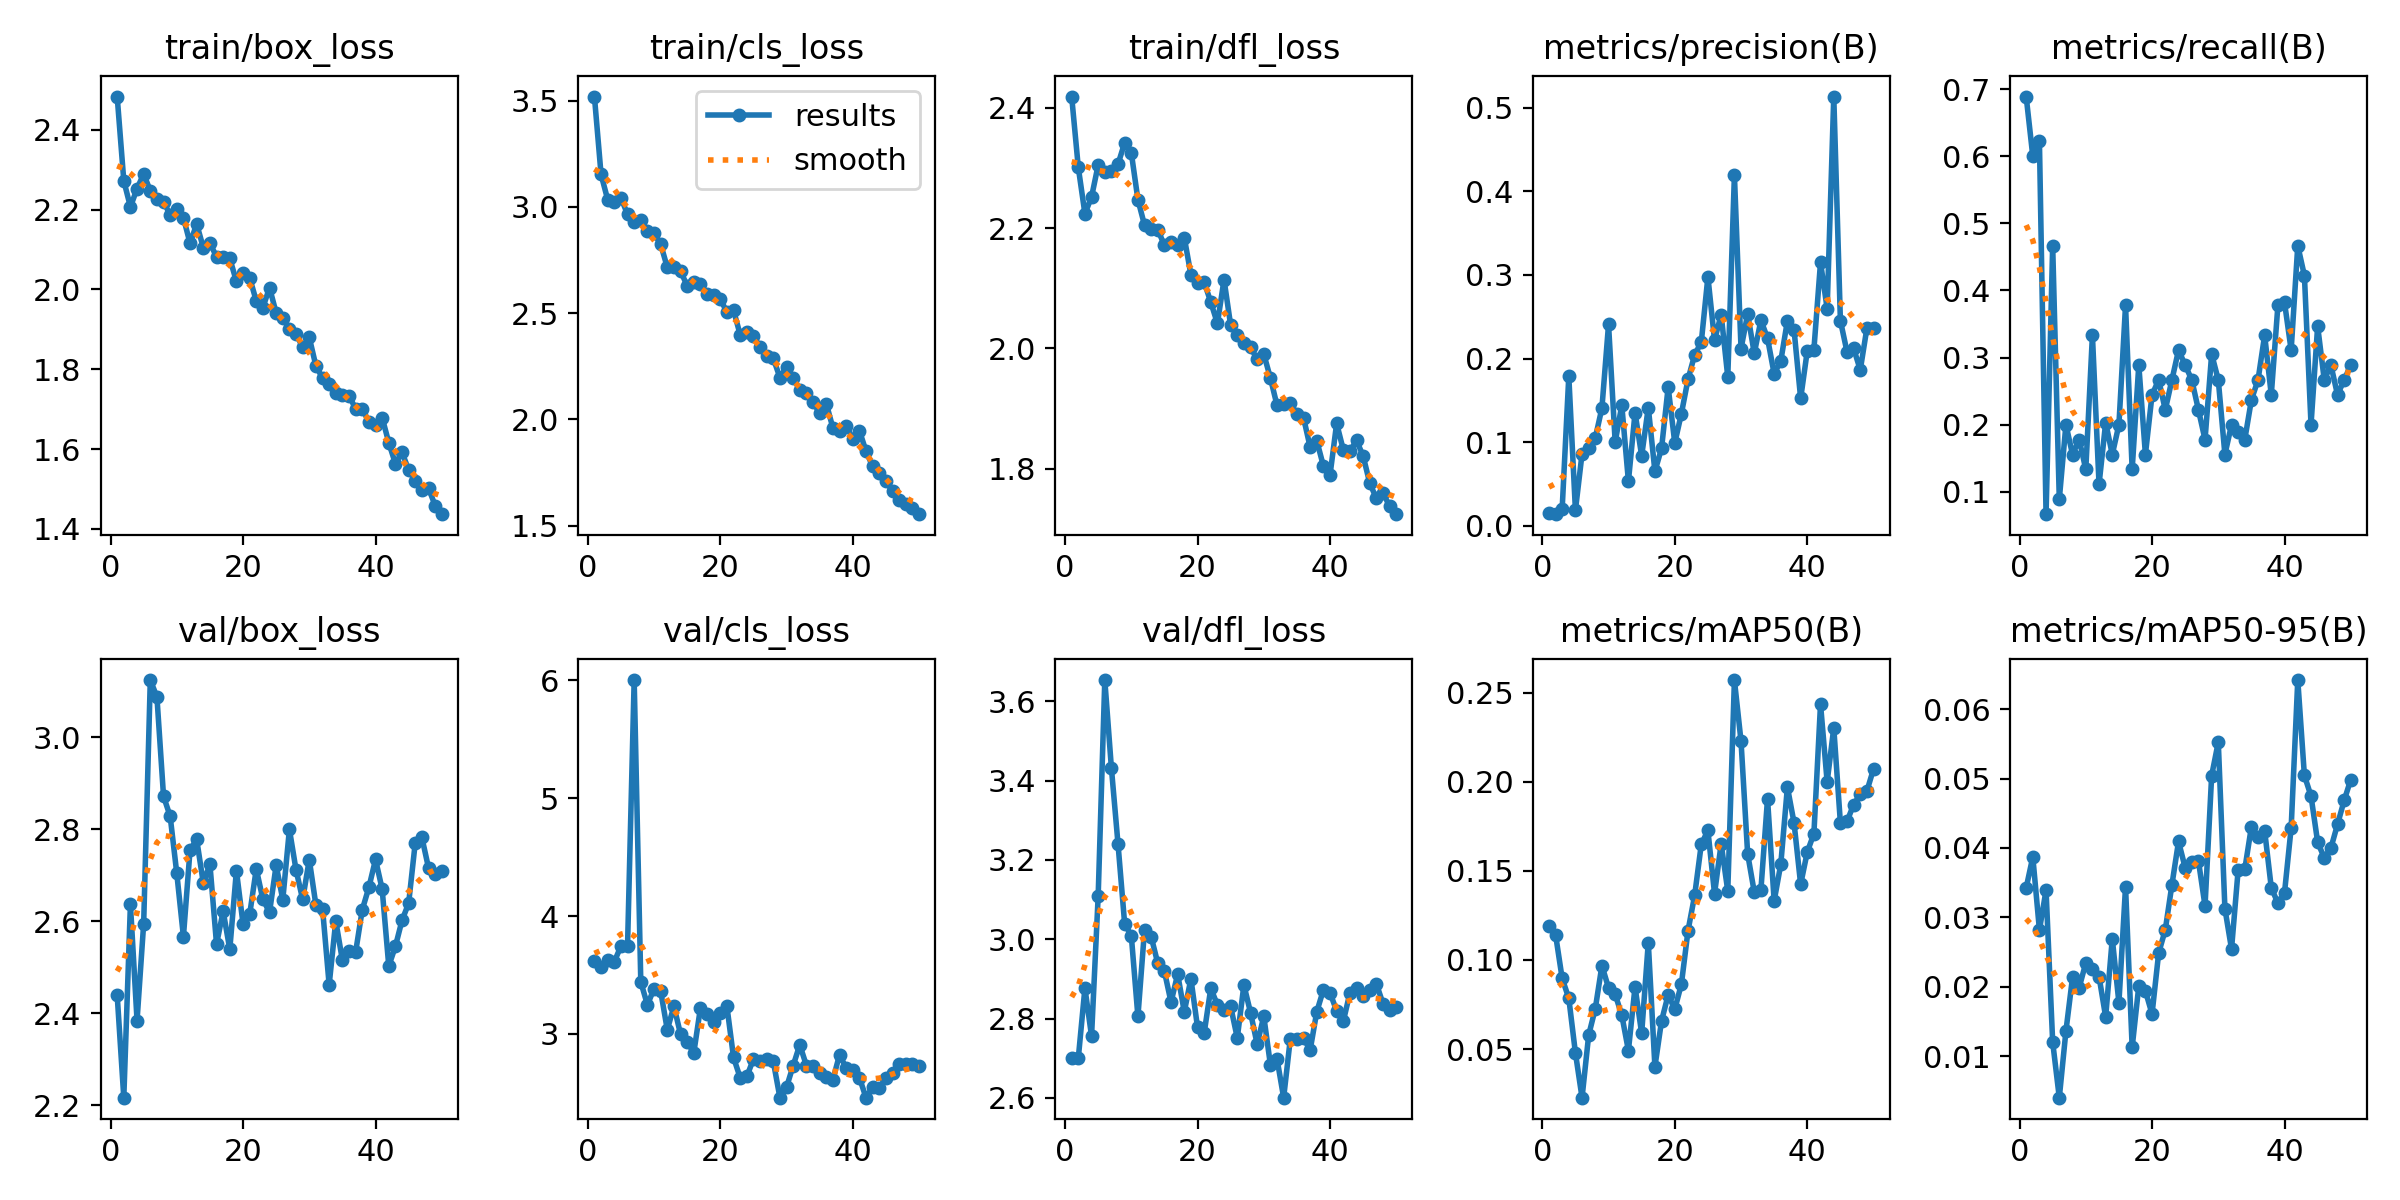 train/box_loss
2.4
2.2
2.0
1.8
1.6
1.4
0 20 40
train/cls_loss
results
smooth
3.5
3.0
2.5
2.0
1.5
0 20 40
train/dfl_loss
2.4
2.2
2.0
1.8
0 20 40
metrics/precision(B)
0.5
0.4
0.3
0.2
0.1
0.0
0 20 40
metrics/recall(B)
0.7
0.6
0.5
0.4
0.3
0.2
0.1
0 20 40
val/box_loss
3.0
2.8
2.6
2.4
2.2
0 20 40
val/cls_loss
6
5
4
3
0 20 40
val/dfl_loss
3.6
3.4
3.2
3.0
2.8
2.6
0 20 40
metrics/mAP50(B)
0.25
0.20
0.15
0.10
0.05
0 20 40
metrics/mAP50-95(B)
0.06
0.05
0.04
0.03
0.02
0.01
0 20 40